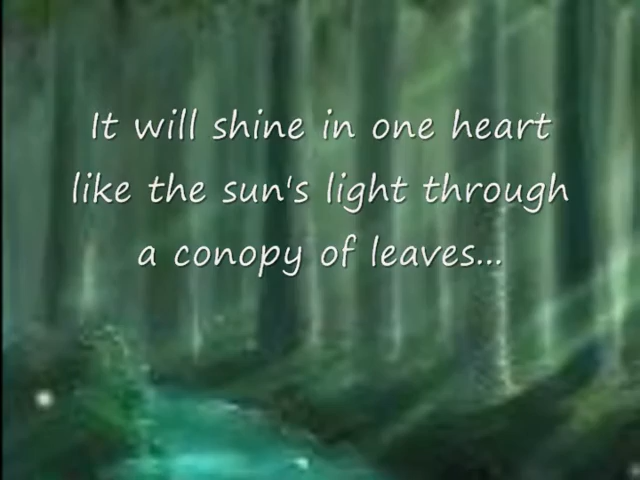 It will shine in one heart
like the sun's light through
a conopy of leaves...